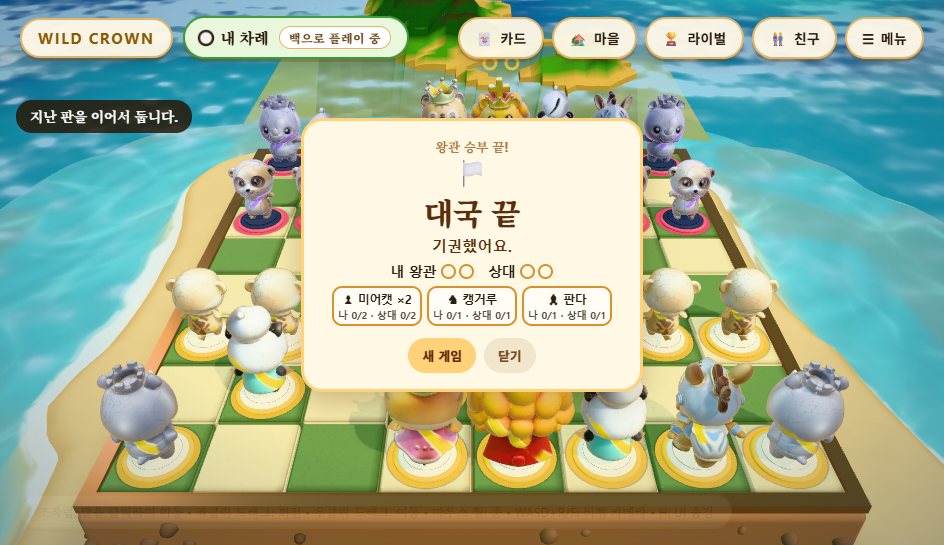 WILD CROWN
내 차례 백으로 플레이 중
카드
마을
라이벌
친구
☰ 메뉴
지난 판을 이어서 둡니다.
왕관 승부 끝!
대국 끝
기권했어요.
내 왕관 상대
미어캣 ×2
나 0/2 · 상대 0/2
캥거루
나 0/1 · 상대 0/1
판다
나 0/1 · 상대 0/1
새 게임
닫기